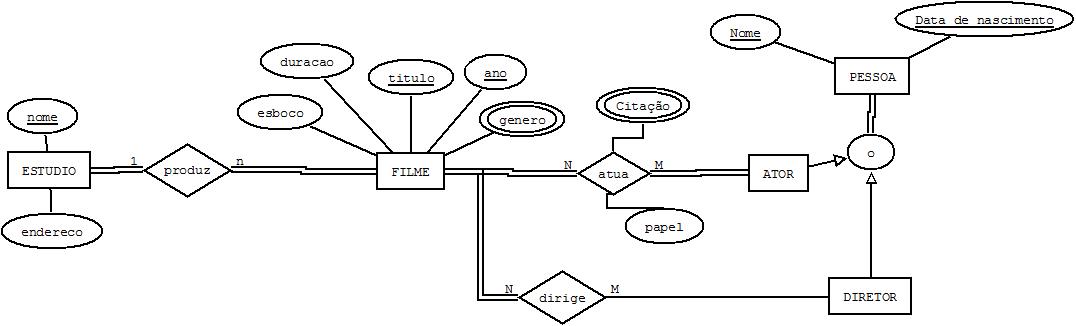 Nome
Data de nascimento
duracao
titulo
ano
PESSOA
esboco
genero
Citação
nome
o
ESTUDIO
1
produz
n
FILME
N
atua
M
ATOR
endereco
papel
N
dirige
M
DIRETOR